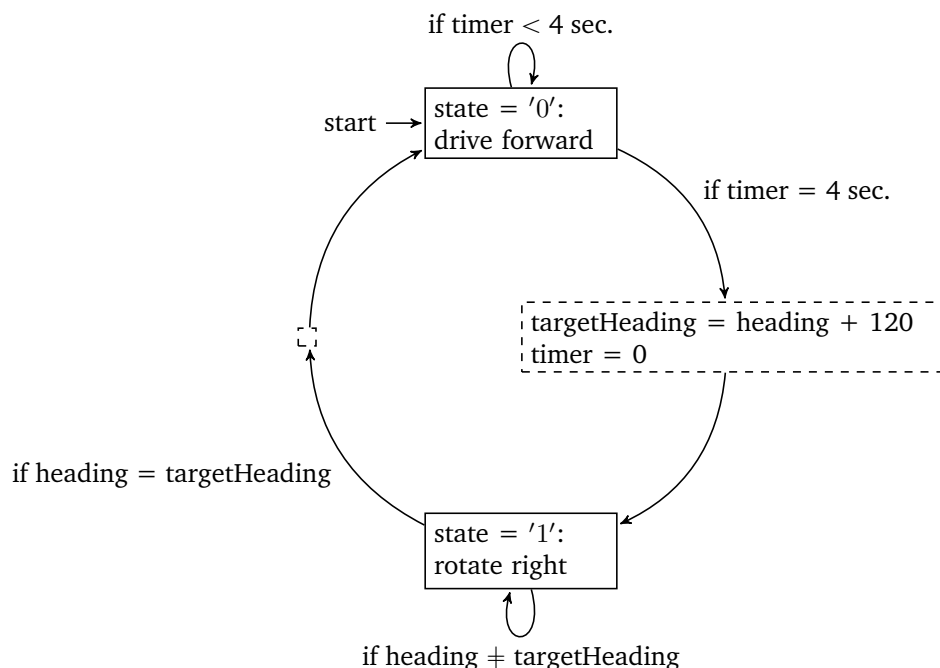 if timer < 4 sec.
state = '0':
start
drive forward
if timer = 4 sec.
targetHeading = heading + 120
timer = 0
if heading = targetHeading
state = '1':
rotate right
if heading ≠ targetHeading